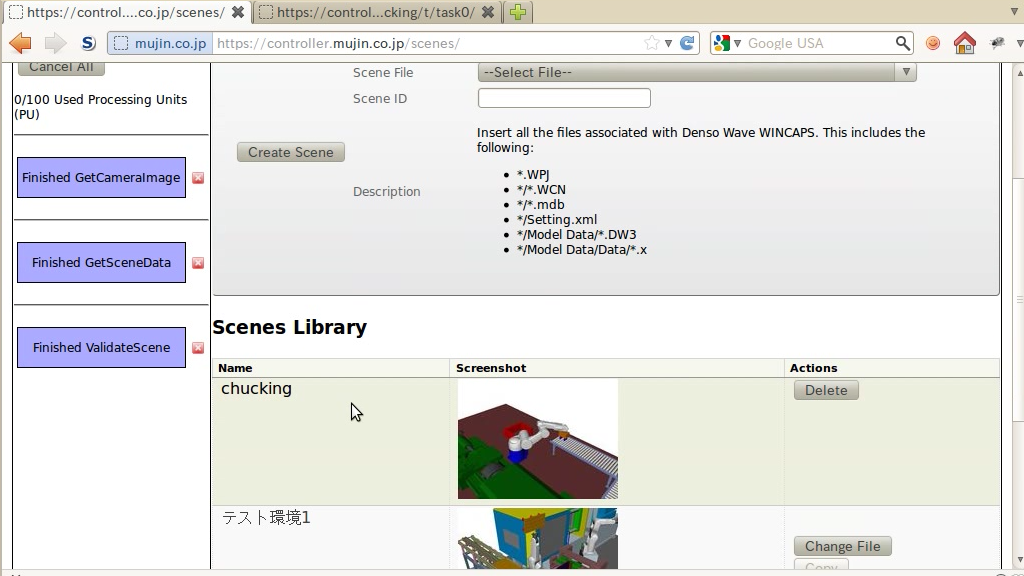 https://control....co.jp/scenes/
https://control...cking/t/task0/
mujin.co.jp
https://controller.mujin.co.jp/scenes/
Google USA
Cancel All
0/100 Used Processing Units
(PU)
Finished GetCameraImage
Finished GetSceneData
Finished ValidateScene
Scene File
--Select File--
Scene ID
Create Scene
Description
Insert all the files associated with Denso Wave WINCAPS. This includes the
following:
*.WPJ
*/*.WCN
*/*.mdb
*/Setting.xml
*/Model Data/*.DW3
*/Model Data/Data/*.x
Scenes Library
Name
Screenshot
Actions
chucking
Delete
テスト環境1
Change File
Copy